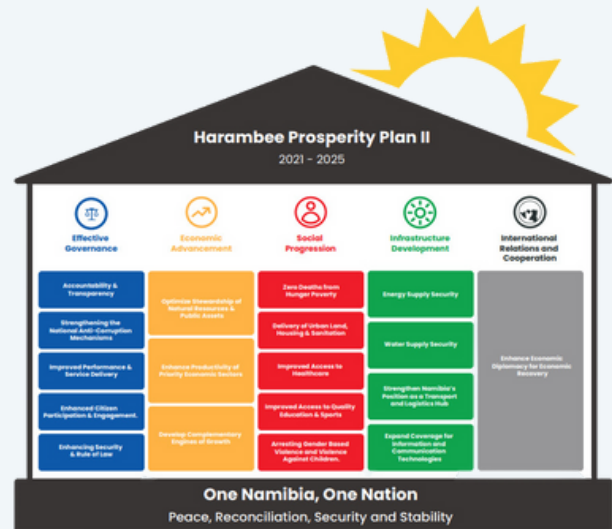 Harambee Prosperity Plan II
2021 - 2025
Effective
Governance
Economic
Advancement
Social
Progression
Infrastructure
Development
International
Relations and
Cooperation
Accountability &
Transparency
Strengthening the
National Anti-Corruption
Mechanisms
Improved Performance &
Service Delivery
Enhanced Citizen
Participation & Engagement.
Enhancing Security
& Rule of Law
Optimize Stewardship of
Natural Resources &
Public Assets
Enhance Productivity of
Priority Economic Sectors
Develop Complementary
Engines of Growth
Zero Deaths from
Hunger Poverty
Delivery of Urban Land,
Housing & Sanitation
Improved Access to
Healthcare
Improved Access to Quality
Education & Sports
Arresting Gender Based
Violence and Violence
Against Children.
Energy Supply Security
Water Supply Security
Strengthen Namibia's
Position as a Transport
and Logistics Hub
Expand Coverage for
Information and
Communication
Technologies
Enhance Economic
Diplomacy for Economic
Recovery
One Namibia, One Nation
Peace, Reconciliation, Security and Stability